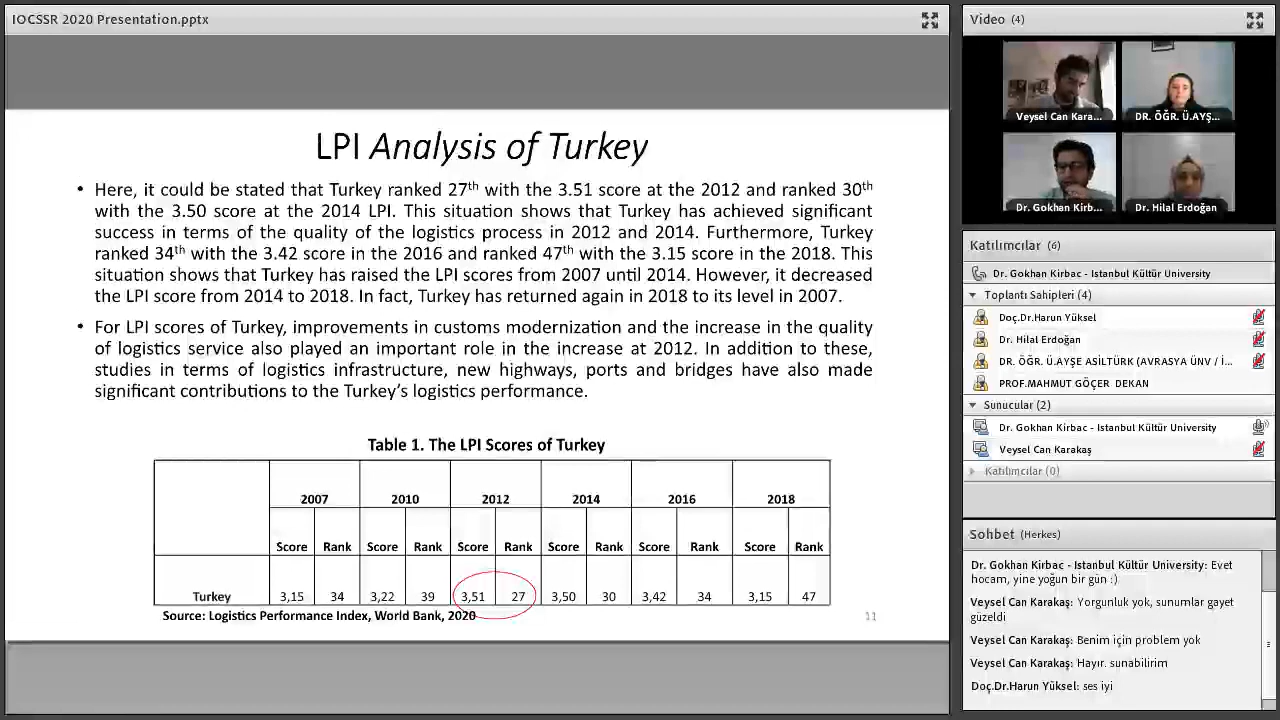 IOCSSR 2020 Presentation.pptx
LPI Analysis of Turkey
• Here, it could be stated that Turkey ranked 27th with the 3.51 score at the 2012 and ranked 30th
with the 3.50 score at the 2014 LPI. This situation shows that Turkey has achieved significant
success in terms of the quality of the logistics process in 2012 and 2014. Furthermore, Turkey
ranked 34th with the 3.42 score in the 2016 and ranked 47th with the 3.15 score in the 2018. This
situation shows that Turkey has raised the LPI scores from 2007 until 2014. However, it decreased
the LPI score from 2014 to 2018. In fact, Turkey has returned again in 2018 to its level in 2007.
• For LPI scores of Turkey, improvements in customs modernization and the increase in the quality
of logistics service also played an important role in the increase at 2012. In addition to these,
studies in terms of logistics infrastructure, new highways, ports and bridges have also made
significant contributions to the Turkey's logistics performance.
Table 1. The LPI Scores of Turkey
2007 2010 2012 2014 2016 2018
Score Rank Score Rank Score Rank Score Rank Score Rank Score Rank
Turkey 3,15 34 3,22 39 3,51 27 3,50 30 3,42 34 3,15 47
Source: Logistics Performance Index, World Bank, 2020
11
Video (4)
Veysel Can Kara...
DR. ÖĞR. Ü.AYŞ...
Dr. Gokhan Kirb...
Dr. Hilal Erdoğan
Katılımcılar (6)
Dr. Gokhan Kirbac - Istanbul Kültür University
Toplantı Sahipleri (4)
Doç.Dr.Harun Yüksel
Dr. Hilal Erdoğan
DR. ÖĞR. Ü.AYŞE ASİLTÜRK (AVRASYA ÜNV / İ...
PROF.MAHMUT GÖÇER DEKAN
Sunucular (2)
Dr. Gokhan Kirbac - Istanbul Kültür University
Veysel Can Karakaş
Katılımcılar (0)
Sohbet (Herkes)
Dr. Gokhan Kirbac - Istanbul Kültür University: Evet
hocam, yine yoğun bir gün :)
Veysel Can Karakaş: Yorgunluk yok, sunumlar gayet
güzeldi
Veysel Can Karakaş: Benim için problem yok
Veysel Can Karakaş: Hayır. sunabilirim
Doç.Dr.Harun Yüksel: ses iyi